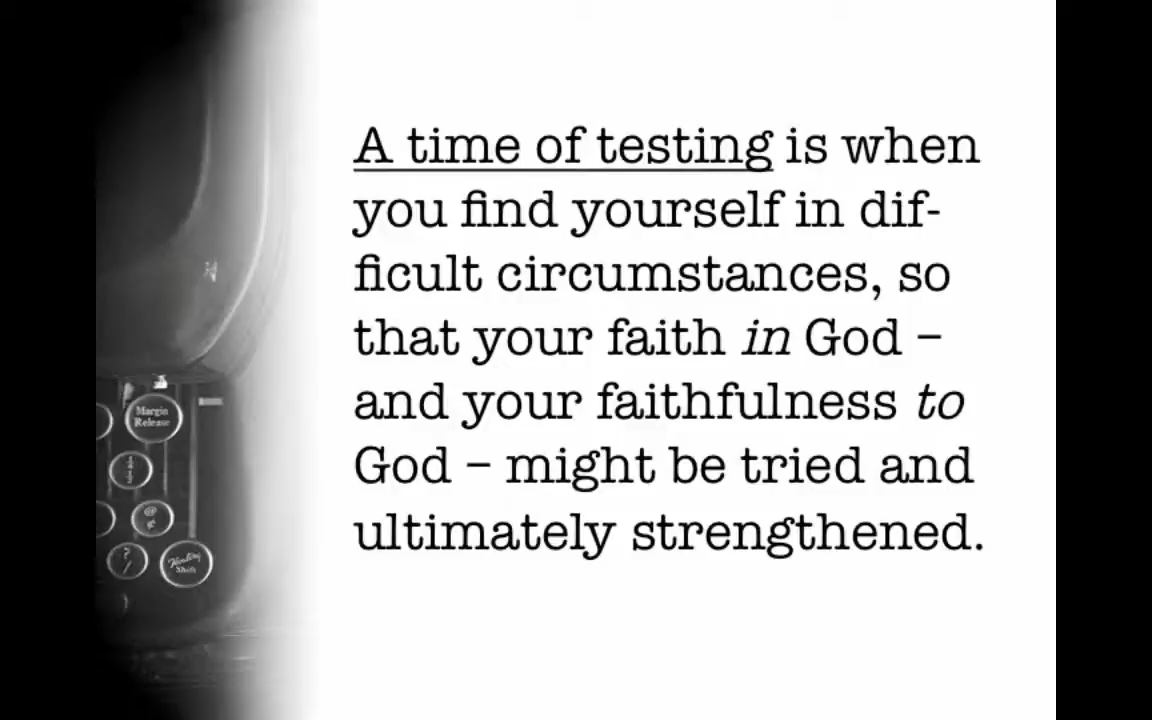 A time of testing is when
you find yourself in dif-
ficult circumstances, so
that your faith in God –
and your faithfulness to
God – might be tried and
ultimately strengthened.
Margin
Release
@
¢
?
/
Shift